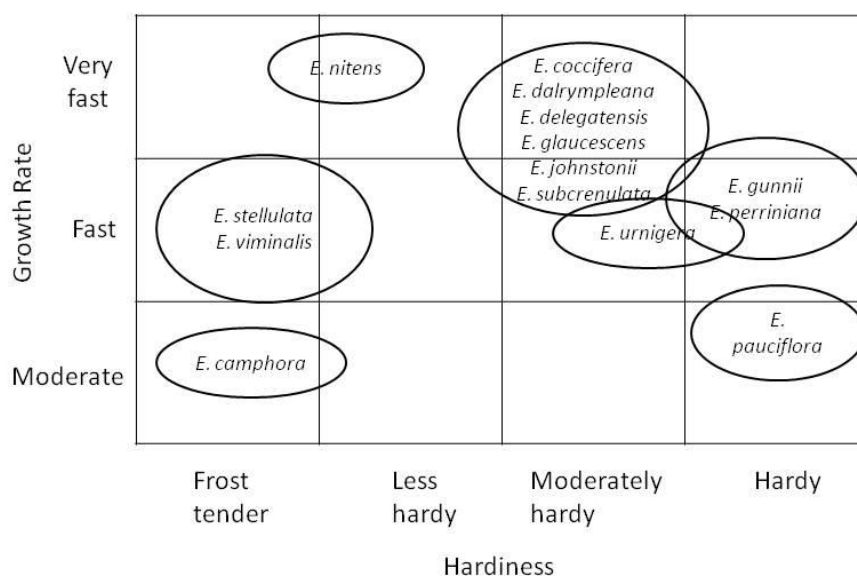 Growth Rate
Very
fast
Fast
Moderate
E. nitens
E. coccifera
E. dalrympleana
E. delegatensis
E. glaucescens
E. johnstonii
E. subcrenulata
E. stellulata
E. viminalis
E. urnigera
E. gunnii
E. perriniana
E. camphora
E.
pauciflora
Frost
tender
Less
hardy
Moderately
hardy
Hardy
Hardiness